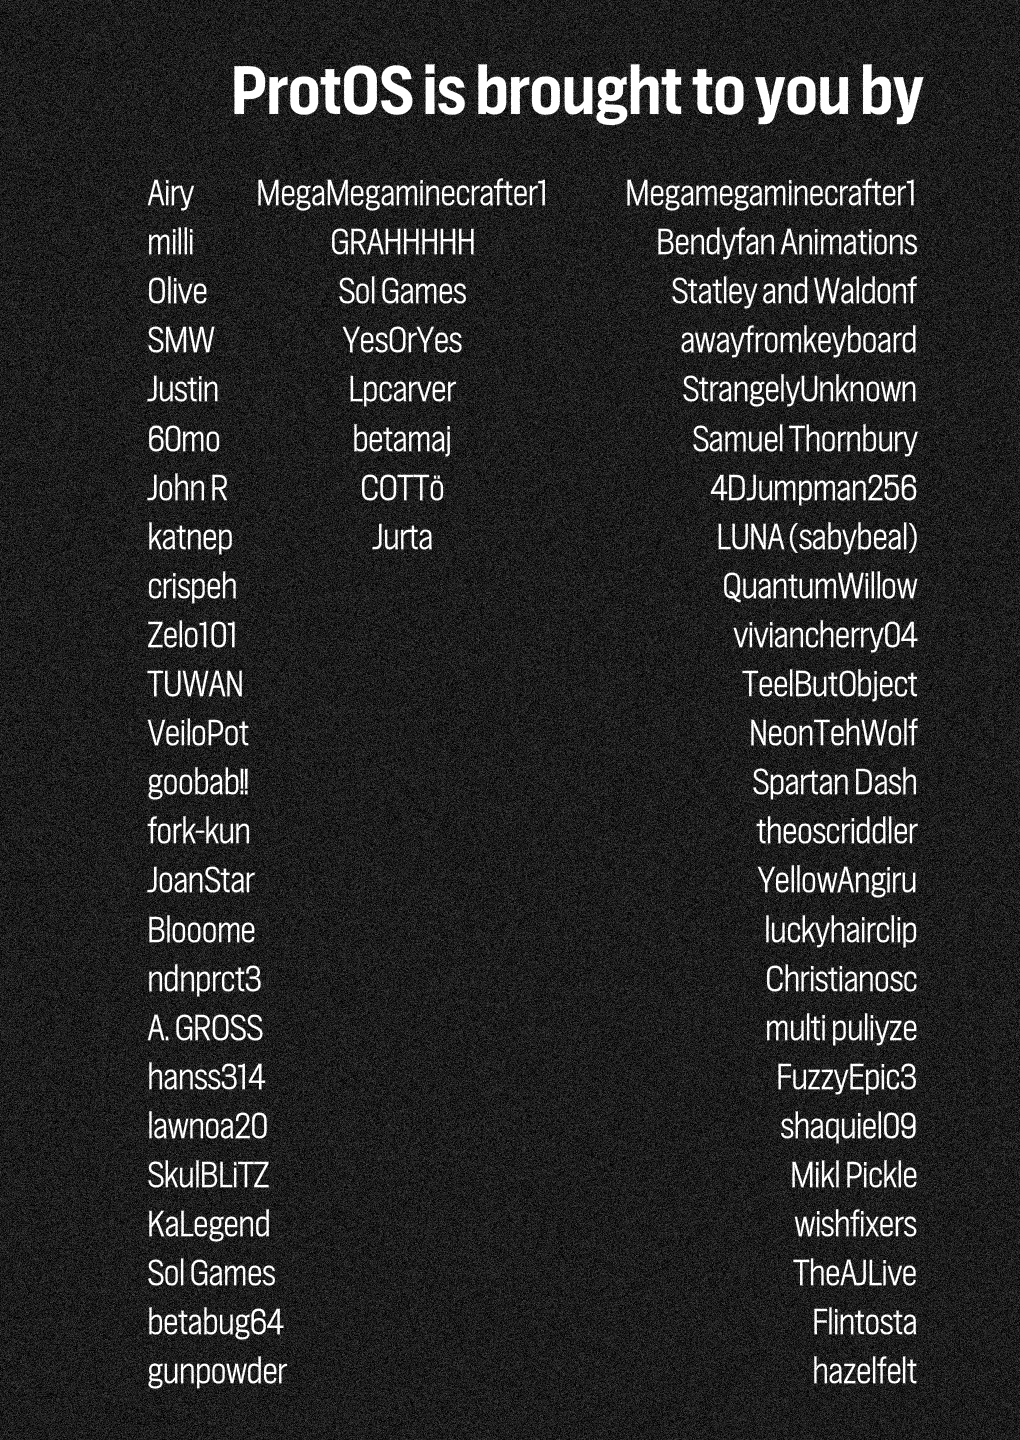 ProtOS is brought to you by
Airy
milli
Olive
SMW
Justin
60mo
John R
katnep
crispeh
Zelo101
TUWAN
VeiloPot
goobab!!
fork-kun
JoanStar
Blooome
ndnprct3
A. GROSS
hanss314
lawnoa20
SkulBLiTZ
KaLegend
Sol Games
betabug64
gunpowder
MegaMegaminecrafter1
GRAHHHHH
Sol Games
YesOrYes
Lpcarver
betamaj
COTTö
Jurta
Megamegaminecrafter1
Bendyfan Animations
Statley and Waldonf
awayfromkeyboard
StrangelyUnknown
Samuel Thornbury
4DJumpman256
LUNA (sabybeal)
QuantumWillow
viviancherry04
TeelButObject
NeonTehWolf
Spartan Dash
theoscriddler
YellowAngiru
luckyhairclip
Christianosc
multi puliyze
FuzzyEpic3
shaquiel09
Mikl Pickle
wishfixers
TheAJLive
Flintosta
hazelfelt